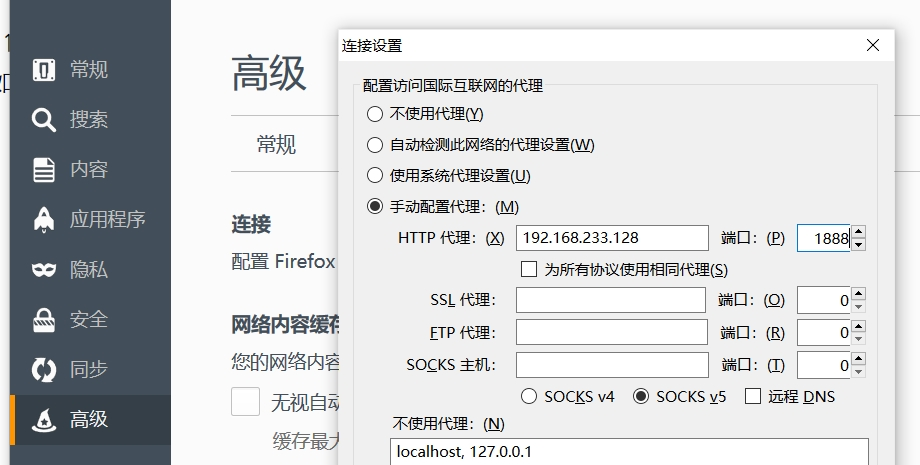 常规
搜索
内容
应用程序
隐私
安全
同步
高级
高级
常规
连接
配置 Firefox
网络内容缓存
您的网络内容
无视自动
缓存最大
连接设置
配置访问国际互联网的代理
不使用代理(Y)
自动检测此网络的代理设置(W)
使用系统代理设置(U)
手动配置代理：(M)
HTTP 代理：(X) 192.168.233.128 端口：(P) 1888
为所有协议使用相同代理(S)
SSL 代理： 端口：(O) 0
FTP 代理： 端口：(R) 0
SOCKS 主机： 端口：(T) 0
SOCKS v4 SOCKS v5 远程 DNS
不使用代理：(N)
localhost, 127.0.0.1